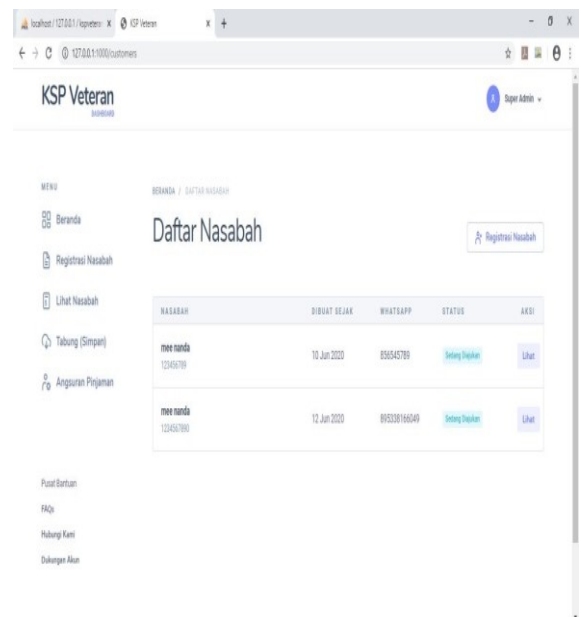 localhost / 127.0.0.1 / kspvetera
KSP Veteran
127.0.0.1:1000/customers
KSP Veteran
DASHBOARD
Super Admin
MENU
Beranda
Registrasi Nasabah
Lihat Nasabah
Tabung (Simpan)
Angsuran Pinjaman
Pusat Bantuan
FAQs
Hubungi Kami
Dukungan Akun
BERANDA / DAFTAR NASABAH
Daftar Nasabah
Registrasi Nasabah
NASABAH DIBUAT SEJAK WHATSAPP STATUS AKSI
mee nanda 10 Jun 2020 856545789 Sedang Diajukan Lihat
123456789
mee nanda 12 Jun 2020 895338166049 Sedang Diajukan Lihat
1234567890